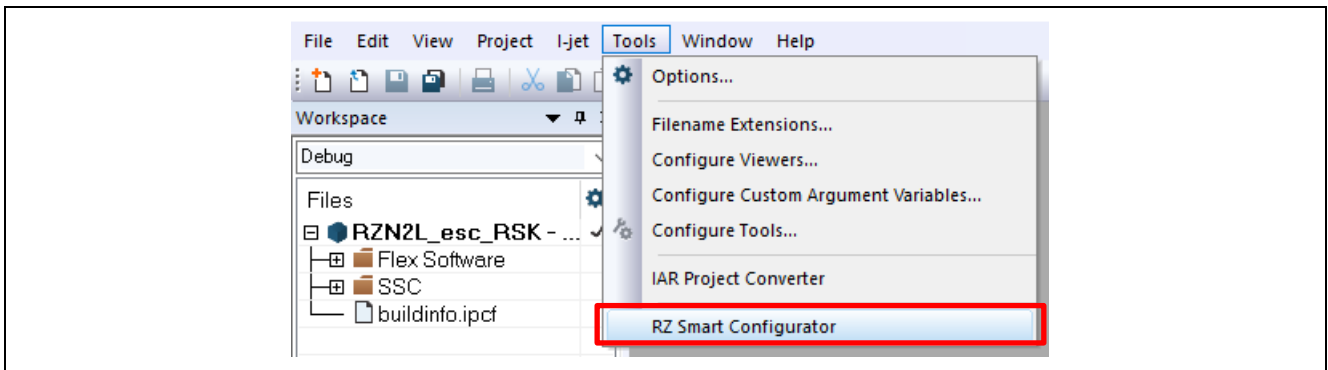 File Edit View Project I-jet Tools Window Help
Options...
Workspace
Filename Extensions...
Debug
Configure Viewers...
Files
Configure Custom Argument Variables...
RZN2L_esc_RSK - ...
Configure Tools...
Flex Software
SSC
IAR Project Converter
buildinfo.ipcf
RZ Smart Configurator